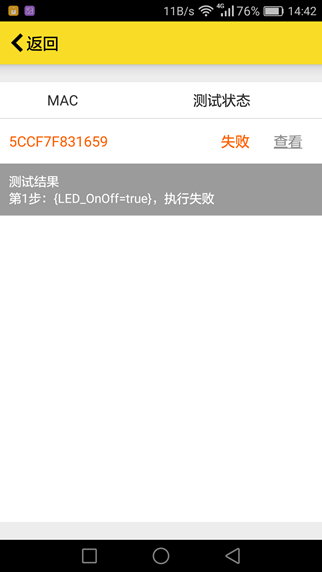 11B/s 4G 76% 14:42
返回
MAC 测试状态
5CCF7F831659 失败 查看
测试结果
第1步：{LED_OnOff=true}，执行失败